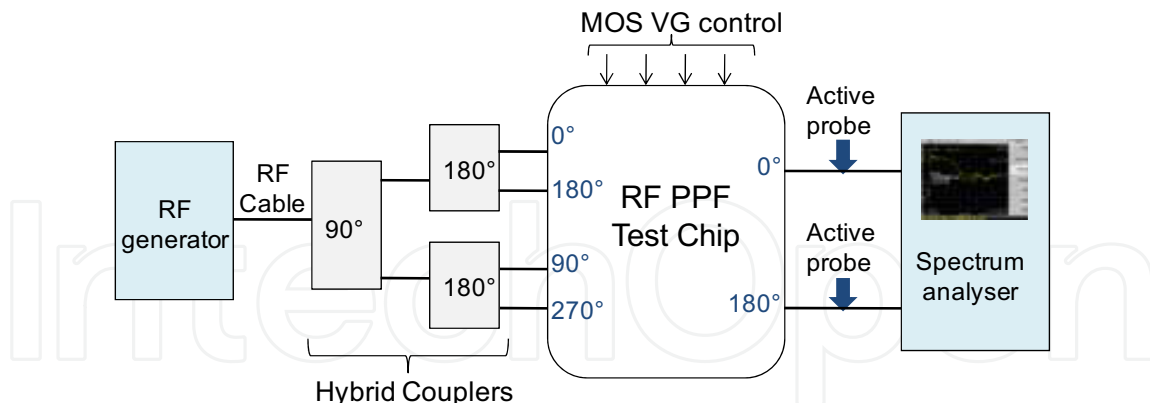 MOS VG control
Active
probe
0°
180°
RF
Cable
180°
RF PPF
Test Chip
0°
RF
generator
90°
Active
probe
Spectrum
analyser
180°
90°
270°
180°
Hybrid Couplers
IntechOpen